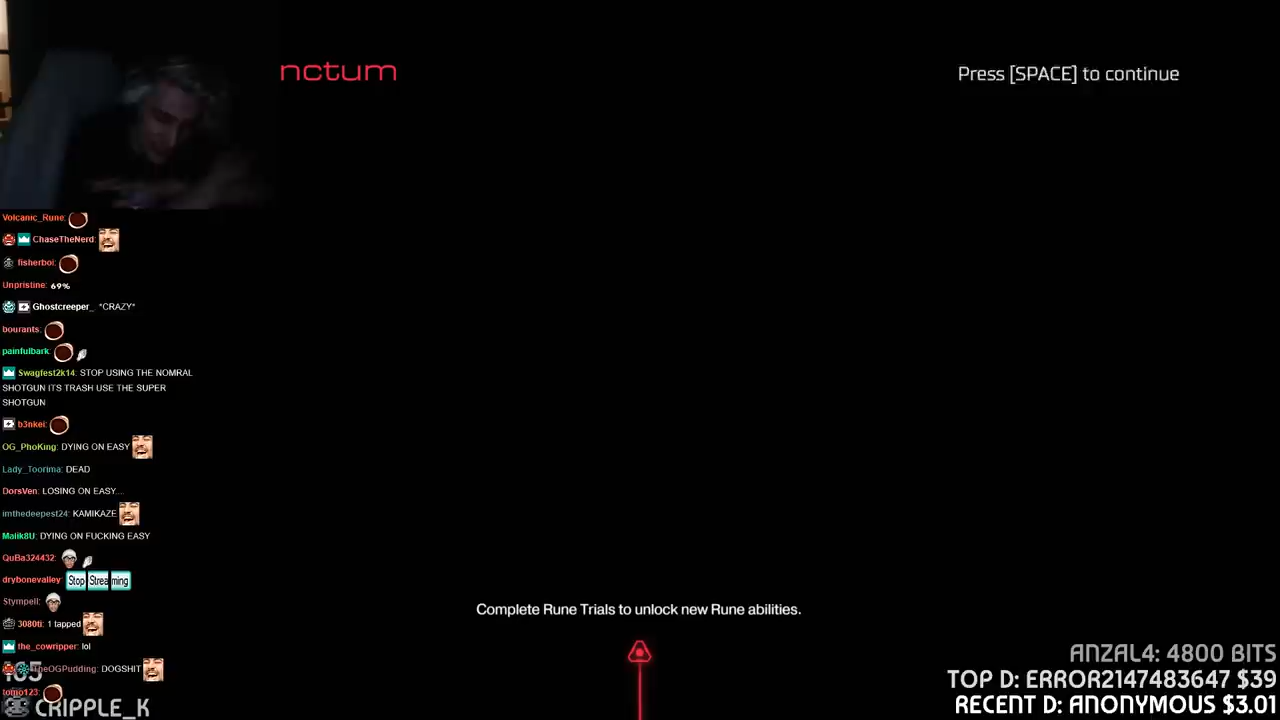 nctum
Press [SPACE] to continue
Volcanic_Rune:
ChaseTheNerd:
fisherboi:
Unpristine: 69%
Ghostcreeper_ *CRAZY*
bourants:
painfulbark:
Swagfest2k14: STOP USING THE NOMRAL
SHOTGUN ITS TRASH USE THE SUPER
SHOTGUN
b3nkei:
OG_PhoKing: DYING ON EASY
Lady_Toorima: DEAD
DorsVen: LOSING ON EASY....
imthedeepest24: KAMIKAZE
Malik8U: DYING ON FUCKING EASY
QuBa324432:
drybonevalley: Stop Strea ming
Stympell:
3080ti: 1 tapped
the_cowripper: lol
TheOGPudding: DOGSHIT
tomo123:
CRIPPLE_K
Complete Rune Trials to unlock new Rune abilities.
ANZAL4: 4800 BITS
TOP D: ERROR2147483647 $39
RECENT D: ANONYMOUS $3.01